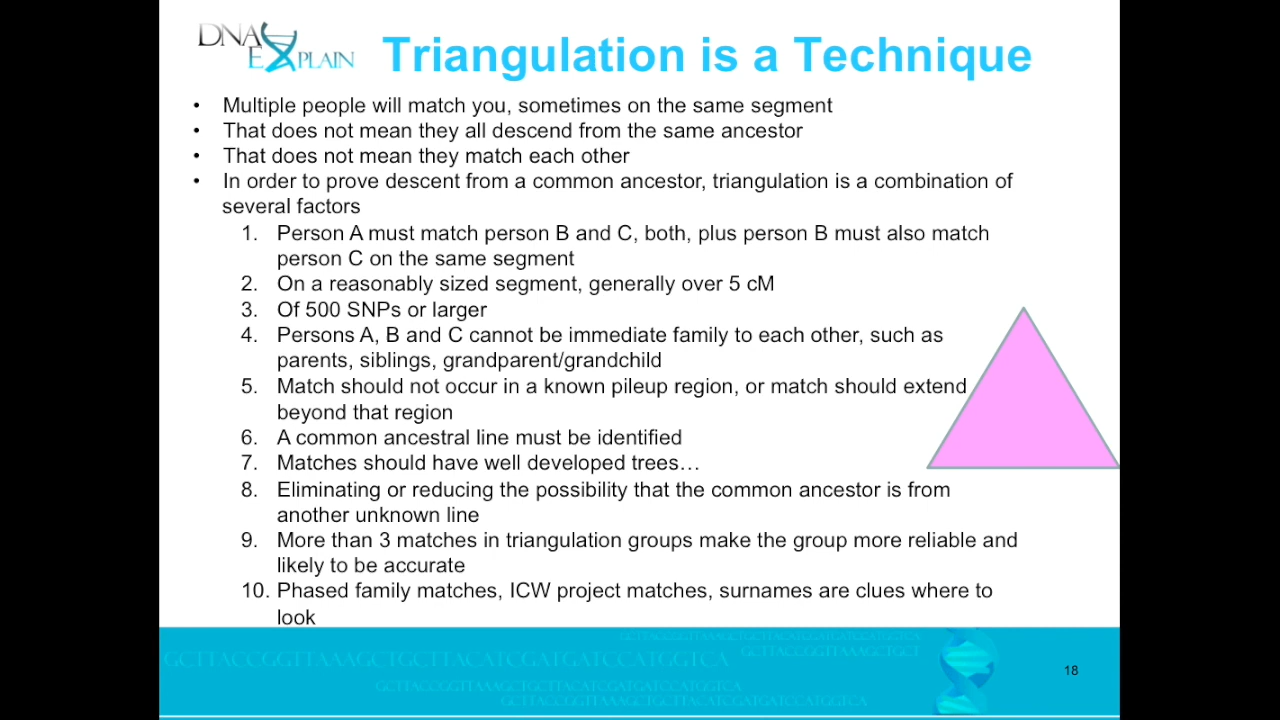 DNA
EXPLAIN
Triangulation is a Technique
• Multiple people will match you, sometimes on the same segment
• That does not mean they all descend from the same ancestor
• That does not mean they match each other
• In order to prove descent from a common ancestor, triangulation is a combination of
several factors
1. Person A must match person B and C, both, plus person B must also match
person C on the same segment
2. On a reasonably sized segment, generally over 5 cM
3. Of 500 SNPs or larger
4. Persons A, B and C cannot be immediate family to each other, such as
parents, siblings, grandparent/grandchild
5. Match should not occur in a known pileup region, or match should extend
beyond that region
6. A common ancestral line must be identified
7. Matches should have well developed trees…
8. Eliminating or reducing the possibility that the common ancestor is from
another unknown line
9. More than 3 matches in triangulation groups make the group more reliable and
likely to be accurate
10. Phased family matches, ICW project matches, surnames are clues where to
look
18